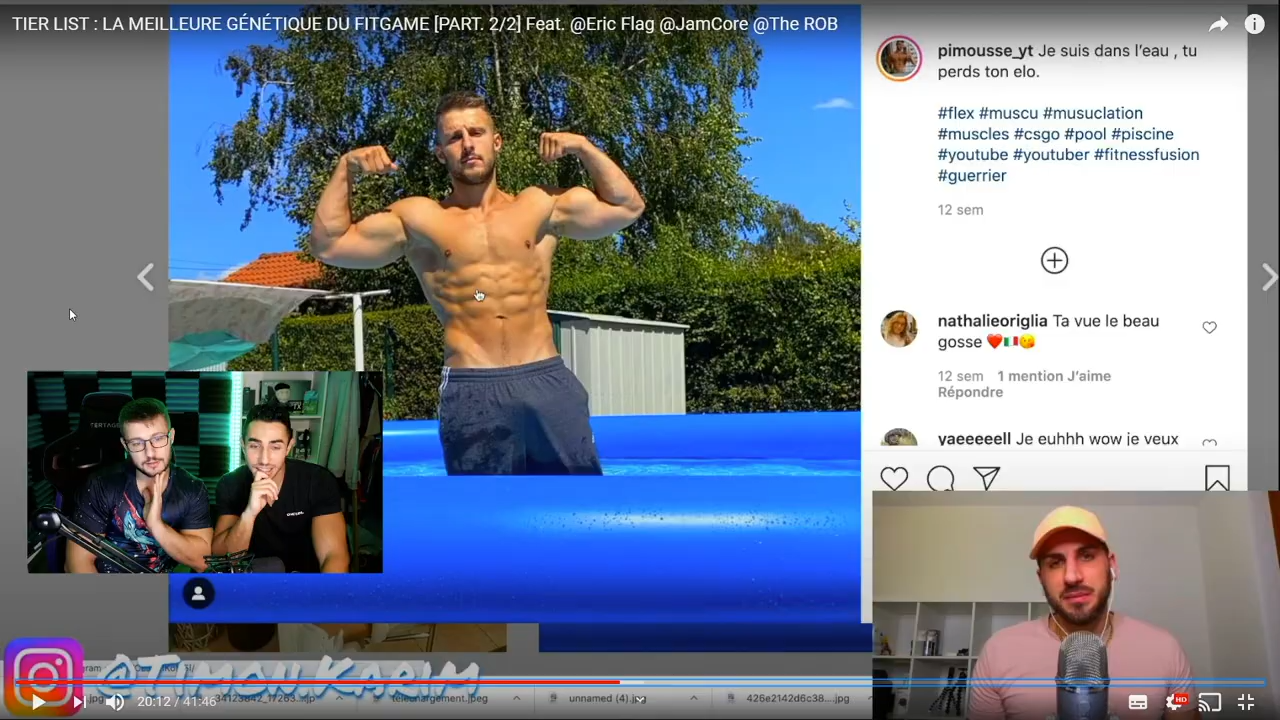 TIER LIST : LA MEILLEURE GÉNÉTIQUE DU FITGAME [PART. 2/2] Feat. @Eric Flag @JamCore @The ROB
pimousse_yt Je suis dans l'eau , tu
perds ton elo.
#flex #muscu #musuclation
#muscles #csgo #pool #piscine
#youtube #youtuber #fitnessfusion
#guerrier
12 sem
nathalieoriglia Ta vue le beau
gosse ❤️🇮🇹😘
12 sem 1 mention J'aime
Répondre
yaeeeeell Je euhhh wow je veux
unnamed (4).jpg
426e2142d6c38....jpg
20:12 / 41:46
HD